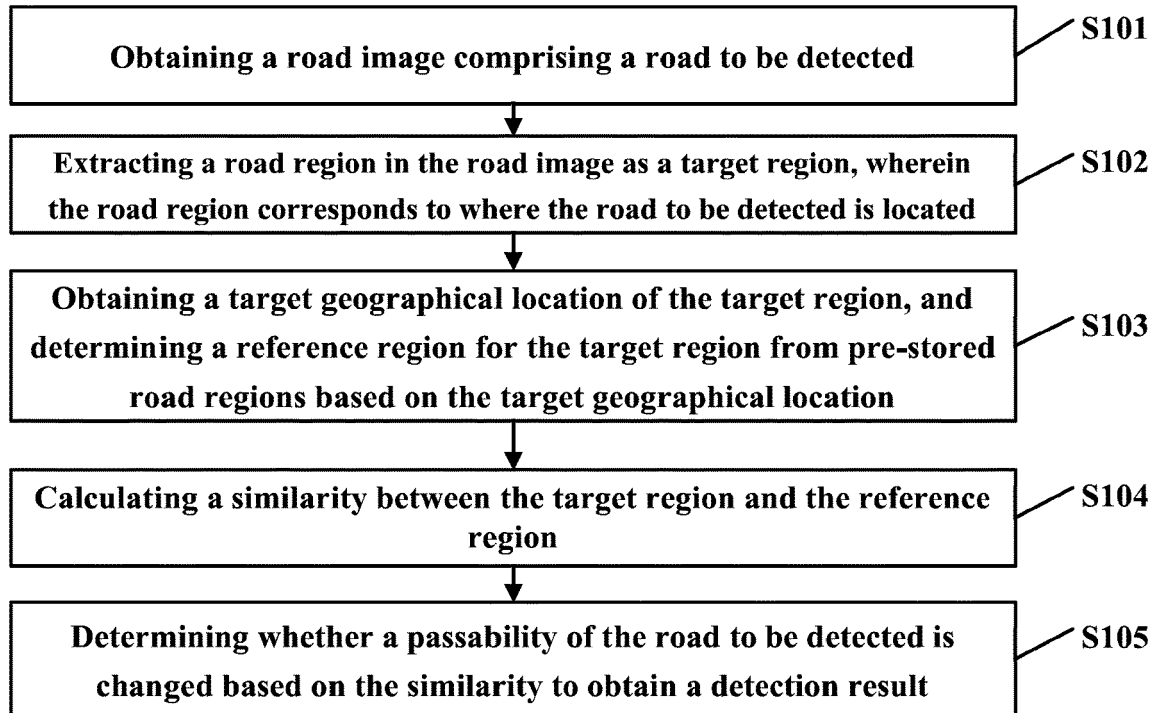 Obtaining a road image comprising a road to be detected
S101
Extracting a road region in the road image as a target region, wherein
the road region corresponds to where the road to be detected is located
S102
Obtaining a target geographical location of the target region, and
determining a reference region for the target region from pre-stored
road regions based on the target geographical location
S103
Calculating a similarity between the target region and the reference
region
S104
Determining whether a passability of the road to be detected is
changed based on the similarity to obtain a detection result
S105